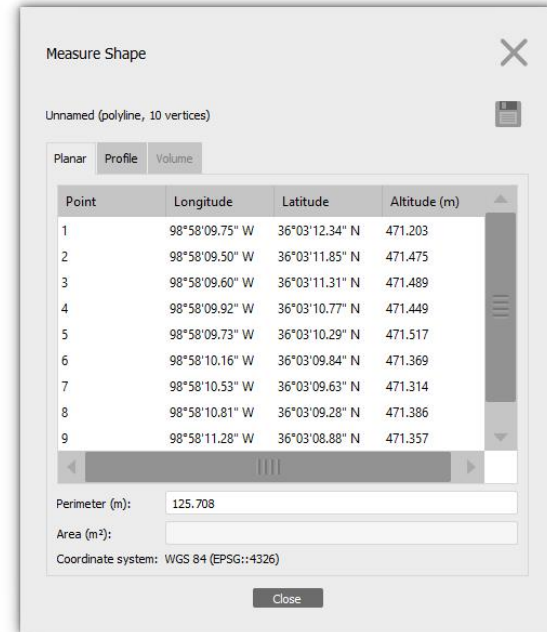 Measure Shape
Unnamed (polyline, 10 vertices)
Planar Profile Volume
Point Longitude Latitude Altitude (m)
1 98°58'09.75" W 36°03'12.34" N 471.203
2 98°58'09.50" W 36°03'11.85" N 471.475
3 98°58'09.60" W 36°03'11.31" N 471.489
4 98°58'09.92" W 36°03'10.77" N 471.449
5 98°58'09.73" W 36°03'10.29" N 471.517
6 98°58'10.16" W 36°03'09.84" N 471.369
7 98°58'10.53" W 36°03'09.63" N 471.314
8 98°58'10.81" W 36°03'09.28" N 471.386
9 98°58'11.28" W 36°03'08.88" N 471.357
Perimeter (m): 125.708
Area (m²):
Coordinate system: WGS 84 (EPSG::4326)
Close